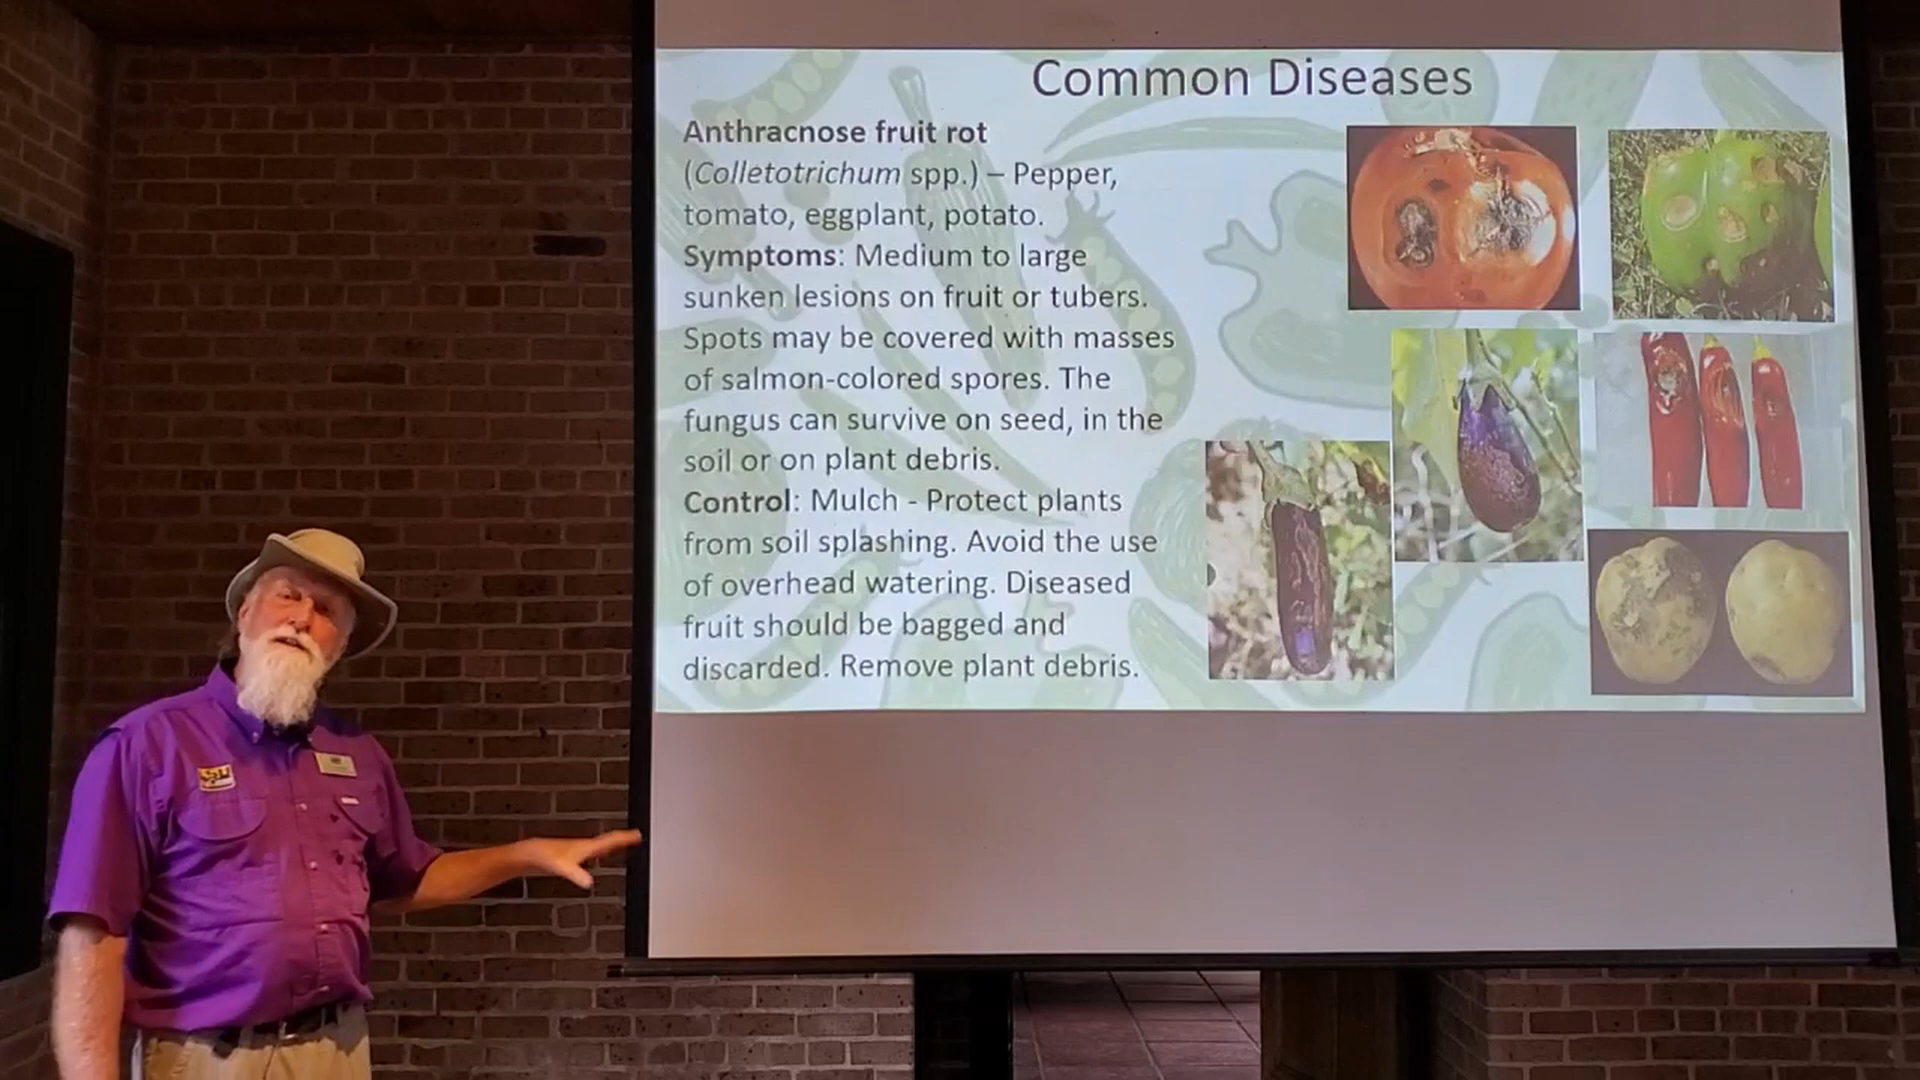 Common Diseases
Anthracnose fruit rot
(Colletotrichum spp.) – Pepper,
tomato, eggplant, potato.
Symptoms: Medium to large
sunken lesions on fruit or tubers.
Spots may be covered with masses
of salmon-colored spores. The
fungus can survive on seed, in the
soil or on plant debris.
Control: Mulch - Protect plants
from soil splashing. Avoid the use
of overhead watering. Diseased
fruit should be bagged and
discarded. Remove plant debris.
LSU